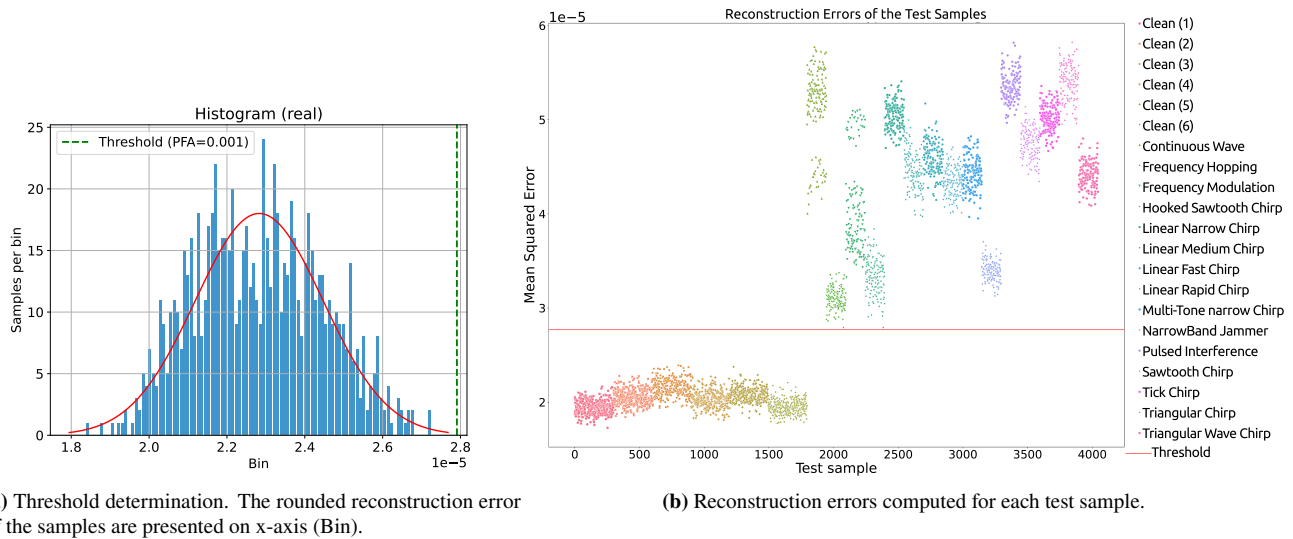 Histogram (real)
25
20
15
10
5
0
Samples per bin
Threshold (PFA=0.001)
1.8 2.0 2.2 2.4 2.6 2.8
1e−5
Bin
) Threshold determination. The rounded reconstruction error
f the samples are presented on x-axis (Bin).
Reconstruction Errors of the Test Samples
1e−5
6
5
4
3
2
Mean Squared Error
0 500 1000 1500 2000 2500 3000 3500 4000
Test sample
Clean (1)
Clean (2)
Clean (3)
Clean (4)
Clean (5)
Clean (6)
Continuous Wave
Frequency Hopping
Frequency Modulation
Hooked Sawtooth Chirp
Linear Narrow Chirp
Linear Medium Chirp
Linear Fast Chirp
Linear Rapid Chirp
Multi-Tone narrow Chirp
NarrowBand Jammer
Pulsed Interference
Sawtooth Chirp
Tick Chirp
Triangular Chirp
Triangular Wave Chirp
Threshold
(b) Reconstruction errors computed for each test sample.